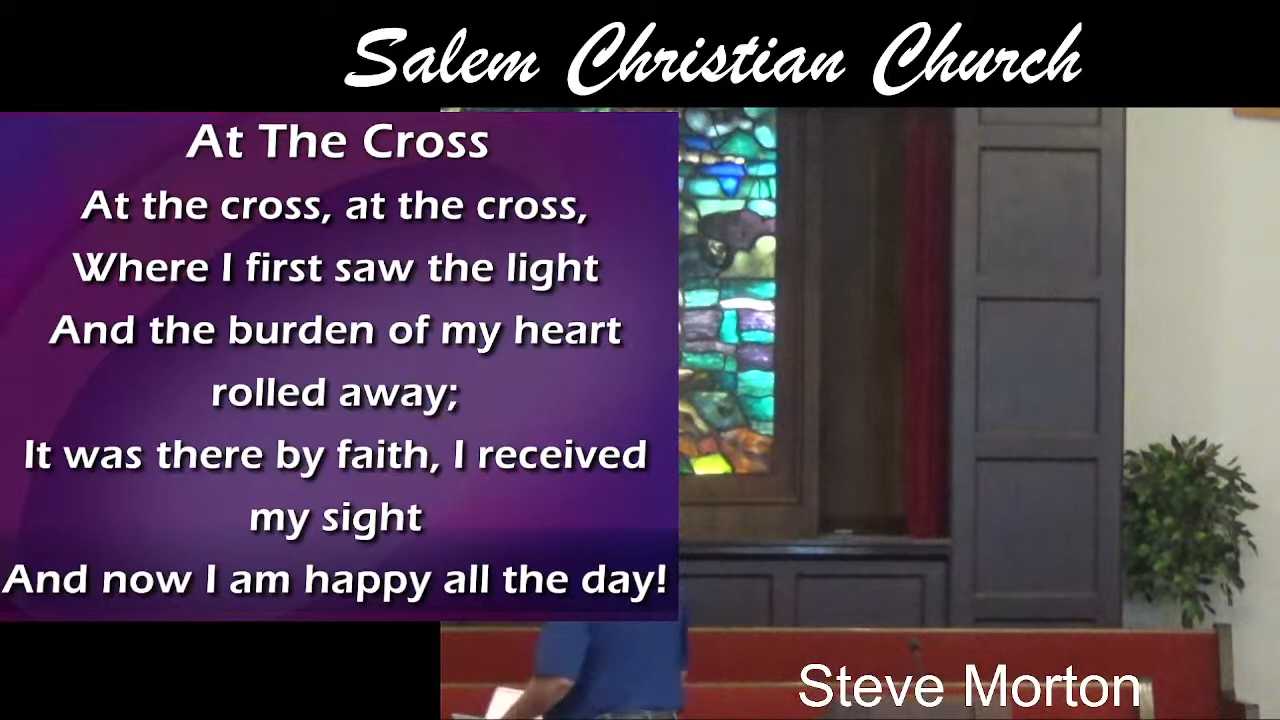 Salem Christian Church
At The Cross
At the cross, at the cross,
Where I first saw the light
And the burden of my heart
rolled away;
It was there by faith, I received
my sight
And now I am happy all the day!
Steve Morton